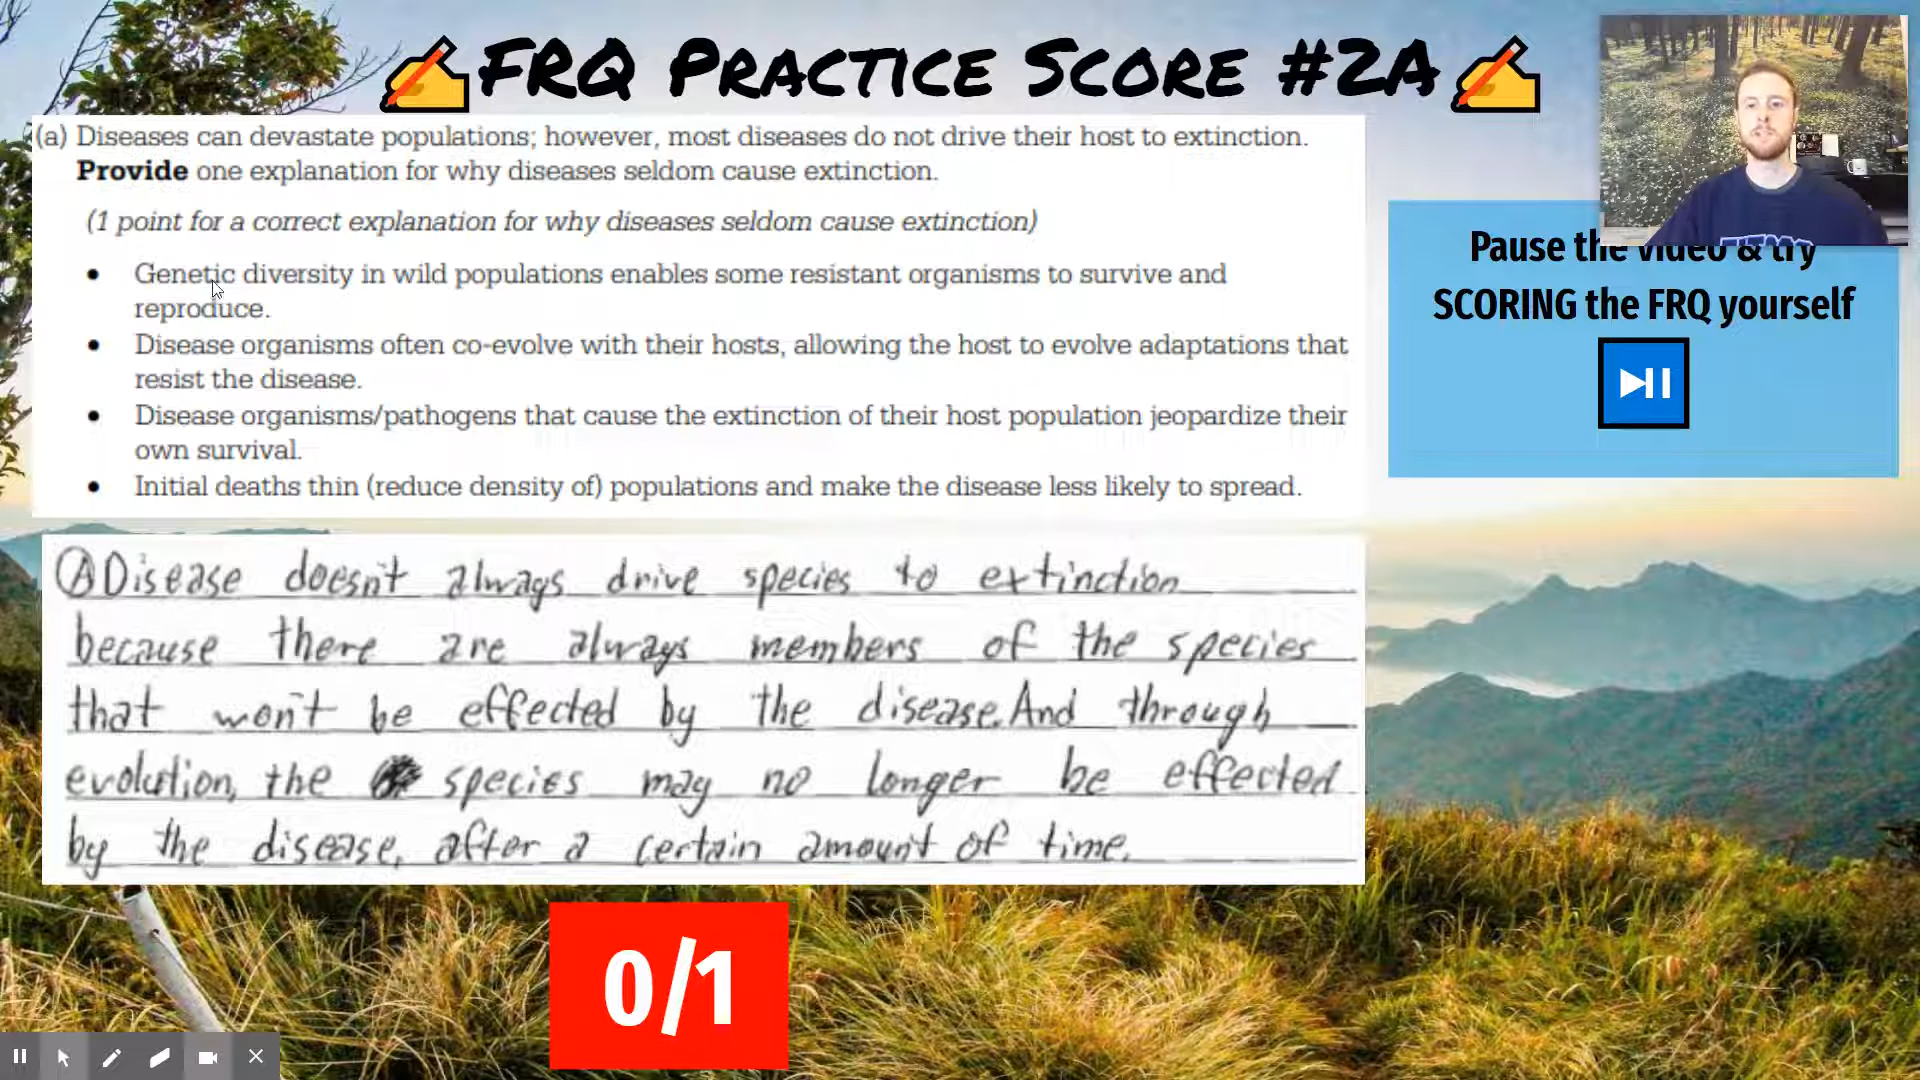 FRQ PRACTICE SCORE #2A
(a) Diseases can devastate populations; however, most diseases do not drive their host to extinction.
Provide one explanation for why diseases seldom cause extinction.
(1 point for a correct explanation for why diseases seldom cause extinction)
• Genetic diversity in wild populations enables some resistant organisms to survive and
reproduce.
• Disease organisms often co-evolve with their hosts, allowing the host to evolve adaptations that
resist the disease.
• Disease organisms/pathogens that cause the extinction of their host population jeopardize their
own survival.
• Initial deaths thin (reduce density of) populations and make the disease less likely to spread.
Pause the video & try
SCORING the FRQ yourself
(A) Disease doesn't always drive species to extinction
because there are always members of the species
that won't be effected by the disease. And through
evolution, the species may no longer be effected
by the disease, after a certain amount of time.
0/1